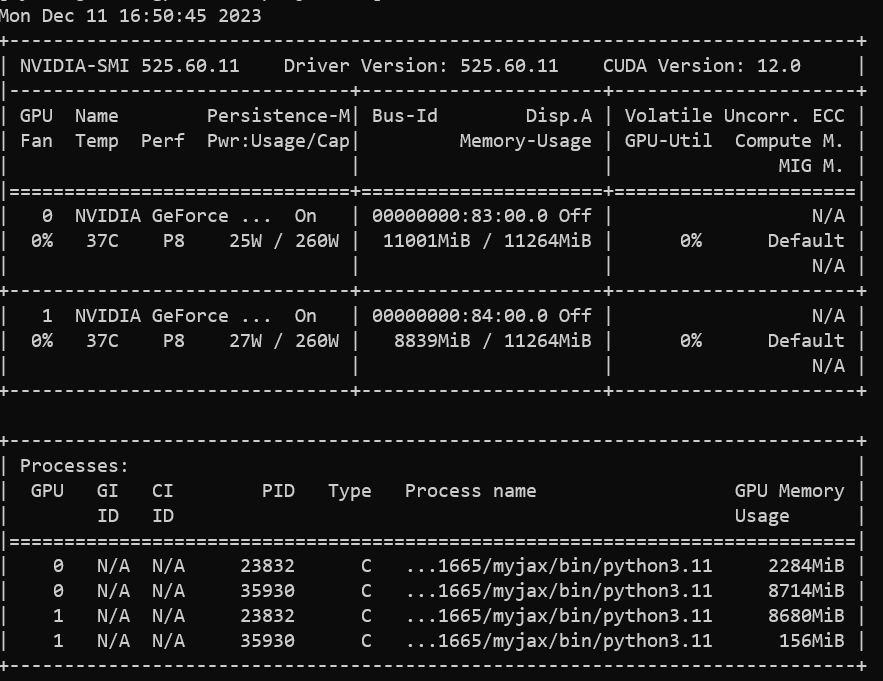 Mon Dec 11 16:50:45 2023
+-----------------------------------------------------------------------------+
| NVIDIA-SMI 525.60.11    Driver Version: 525.60.11    CUDA Version: 12.0     |
|-------------------------------+----------------------+----------------------+
| GPU  Name        Persistence-M| Bus-Id        Disp.A | Volatile Uncorr. ECC |
| Fan  Temp  Perf  Pwr:Usage/Cap|         Memory-Usage | GPU-Util  Compute M. |
|                               |                      |               MIG M. |
|===============================+======================+======================|
|   0  NVIDIA GeForce ...  On   | 00000000:83:00.0 Off |                  N/A |
| 0%   37C    P8    25W / 260W |  11001MiB / 11264MiB |      0%      Default |
|                               |                      |                  N/A |
+-------------------------------+----------------------+----------------------+
|   1  NVIDIA GeForce ...  On   | 00000000:84:00.0 Off |                  N/A |
| 0%   37C    P8    27W / 260W |   8839MiB / 11264MiB |      0%      Default |
|                               |                      |                  N/A |
+-------------------------------+----------------------+----------------------+
+-----------------------------------------------------------------------------+
| Processes:                                                                  |
|  GPU   GI   CI        PID   Type   Process name                  GPU Memory |
|        ID   ID                                                   Usage      |
|=============================================================================|
|    0   N/A  N/A     23832      C   ...1665/myjax/bin/python3.11     2284MiB |
|    0   N/A  N/A     35930      C   ...1665/myjax/bin/python3.11     8714MiB |
|    1   N/A  N/A     23832      C   ...1665/myjax/bin/python3.11     8680MiB |
|    1   N/A  N/A     35930      C   ...1665/myjax/bin/python3.11      156MiB |
+-----------------------------------------------------------------------------+